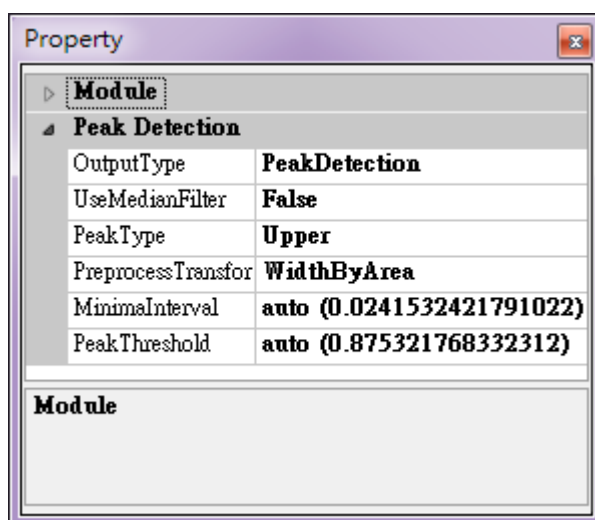 Property
Module
Peak Detection
OutputType PeakDetection
UseMedianFilter False
PeakType Upper
PreprocessTransfor WidthByArea
MinimaInterval auto (0.0241532421791022)
PeakThreshold auto (0.875321768332312)
Module